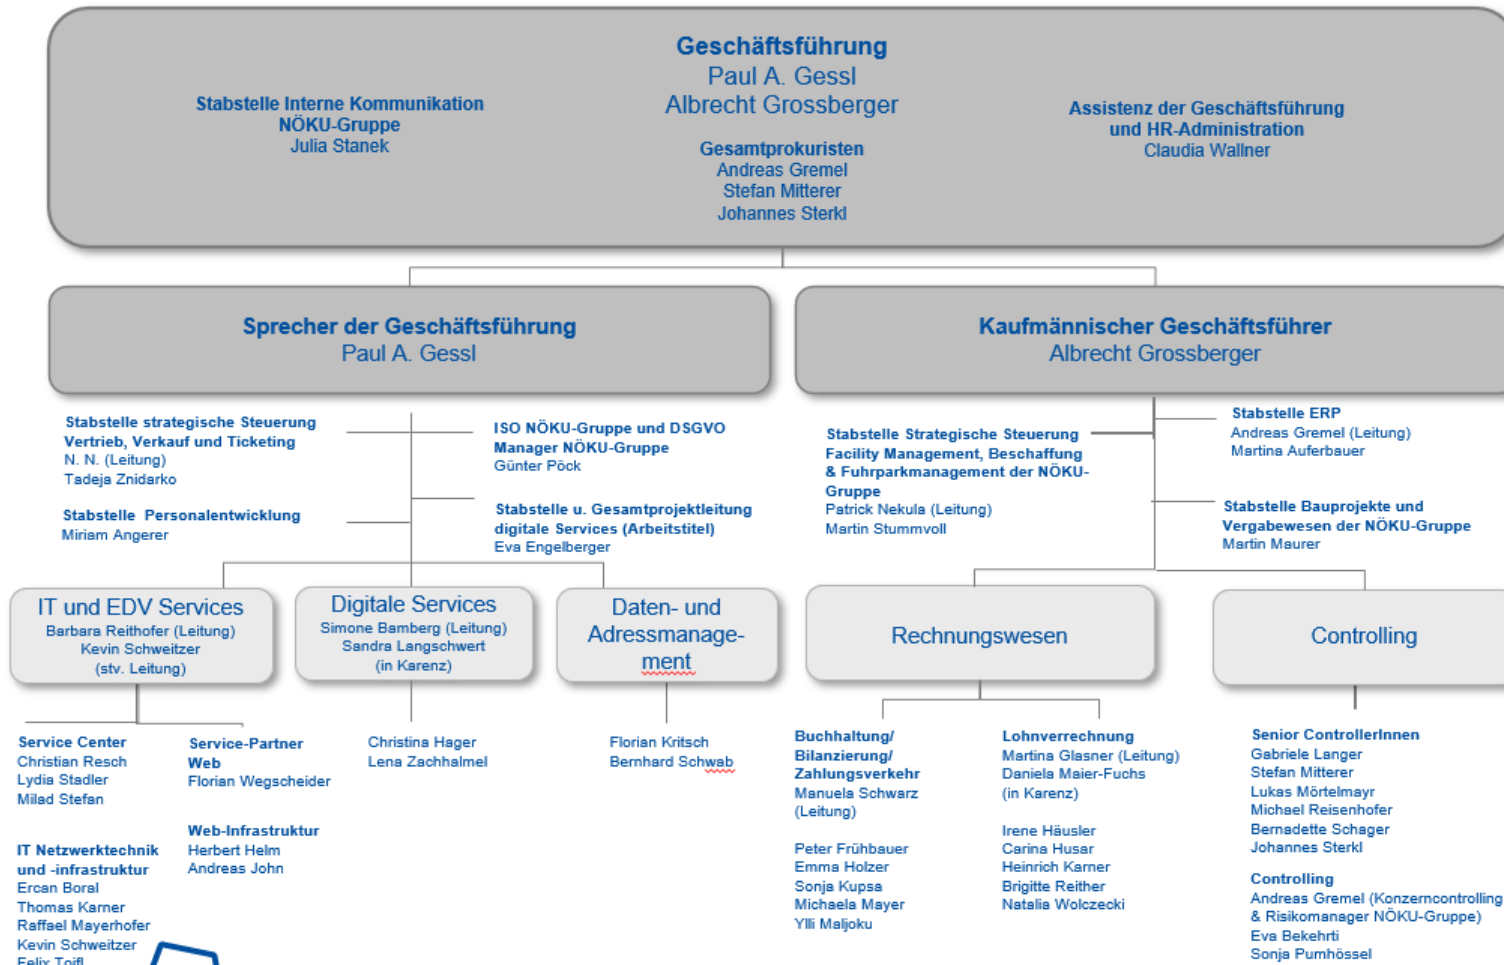 Geschäftsführung
Paul A. Gessl
Albrecht Grossberger
Stabstelle Interne Kommunikation
NÖKU-Gruppe
Julia Stanek
Gesamtprokuristen
Andreas Gremel
Stefan Mitterer
Johannes Sterkl
Assistenz der Geschäftsführung
und HR-Administration
Claudia Wallner
Sprecher der Geschäftsführung
Paul A. Gessl
Kaufmännischer Geschäftsführer
Albrecht Grossberger
Stabstelle strategische Steuerung
Vertrieb, Verkauf und Ticketing
N. N. (Leitung)
Tadeja Znidarko
Stabstelle Personalentwicklung
Miriam Angerer
ISO NÖKU-Gruppe und DSGVO
Manager NÖKU-Gruppe
Günter Pöck
Stabstelle u. Gesamtprojektleitung
digitale Services (Arbeitstitel)
Eva Engelberger
Stabstelle Strategische Steuerung
Facility Management, Beschaffung
& Fuhrparkmanagement der NÖKU-
Gruppe
Patrick Nekula (Leitung)
Martin Stummvoll
Stabstelle ERP
Andreas Gremel (Leitung)
Martina Auferbauer
Stabstelle Bauprojekte und
Vergabewesen der NÖKU-Gruppe
Martin Maurer
IT und EDV Services
Barbara Reithofer (Leitung)
Kevin Schweitzer
(stv. Leitung)
Digitale Services
Simone Bamberg (Leitung)
Sandra Langschwert
(in Karenz)
Daten- und
Adressmanage-
ment
Rechnungswesen
Controlling
Service Center
Christian Resch
Lydia Stadler
Milad Stefan
IT Netzwerktechnik
und -infrastruktur
Ercan Boral
Thomas Karner
Raffael Mayerhofer
Kevin Schweitzer
Felix Toifl
Service-Partner
Web
Florian Wegscheider
Web-Infrastruktur
Herbert Helm
Andreas John
Christina Hager
Lena Zachhalmel
Florian Kritsch
Bernhard Schwab
Buchhaltung/
Bilanzierung/
Zahlungsverkehr
Manuela Schwarz
(Leitung)
Peter Frühbauer
Emma Holzer
Sonja Kupsa
Michaela Mayer
Ylli Maljoku
Lohnverrechnung
Martina Glasner (Leitung)
Daniela Maier-Fuchs
(in Karenz)
Irene Häusler
Carina Husar
Heinrich Karner
Brigitte Reither
Natalia Wolczecki
Senior ControllerInnen
Gabriele Langer
Stefan Mitterer
Lukas Mörtelmayr
Michael Reisenhofer
Bernadette Schager
Johannes Sterkl
Controlling
Andreas Gremel (Konzerncontrolling
& Risikomanager NÖKU-Gruppe)
Eva Bekehrti
Sonja Pumhössel